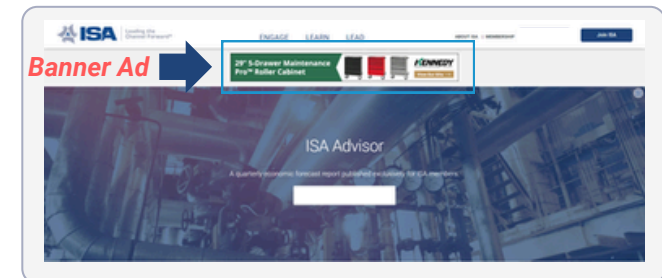 ISA Leading the Channel Forward™
ENGAGE LEARN LEAD
ABOUT ISA | MEMBERSHIP
Join ISA
Banner Ad
29" 5-Drawer Maintenance
Pro™ Roller Cabinet
KENNEDY
ISA Advisor
A quarterly economic forecast report published exclusively for ISA members.